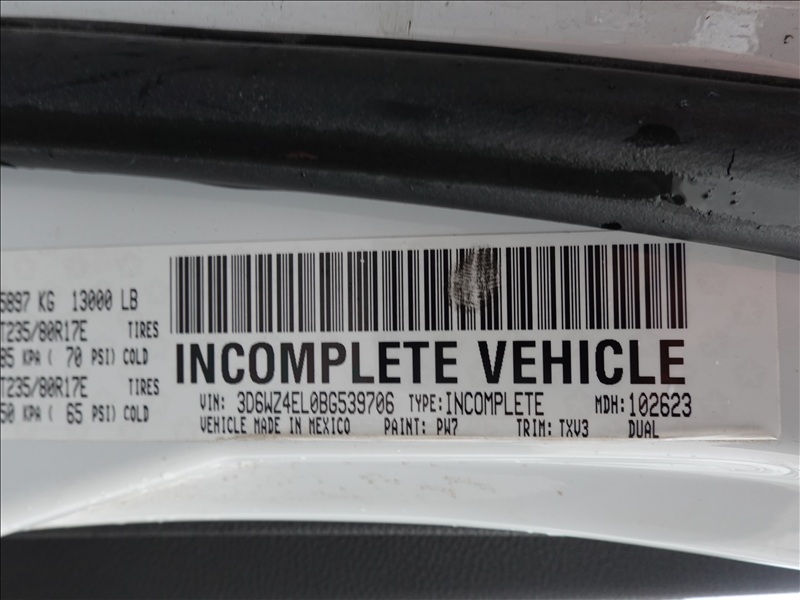 5897 KG 13000 LB
T235/80R17E TIRES
85 KPA ( 70 PSI) COLD
T235/80R17E TIRES
50 KPA ( 65 PSI) COLD
INCOMPLETE VEHICLE
VIN: 3D6WZ4EL0BG539706 TYPE: INCOMPLETE MDH: 102623
VEHICLE MADE IN MEXICO PAINT: PW7 TRIM: TXV3 DUAL